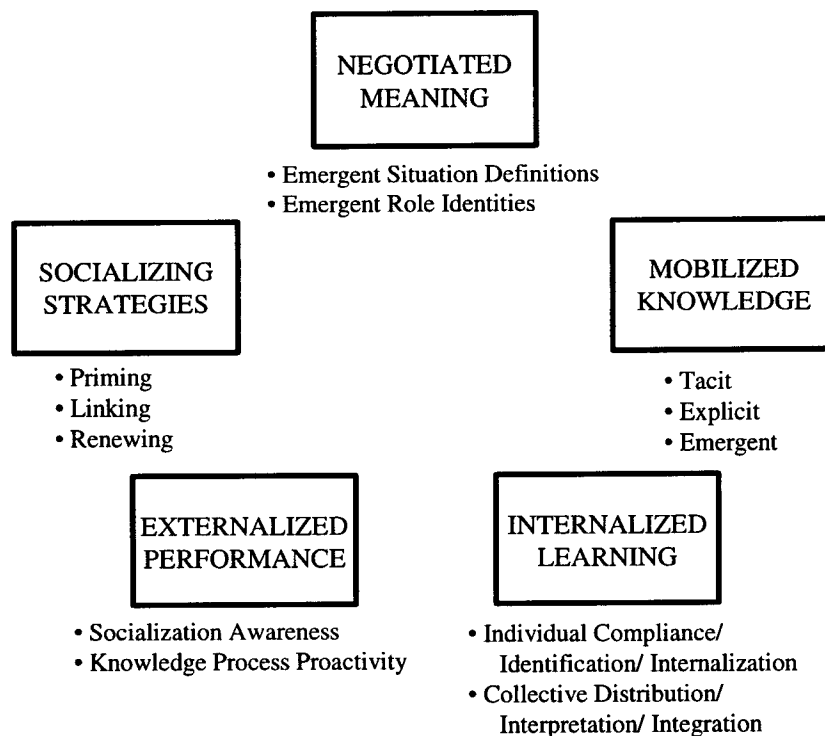 NEGOTIATED
MEANING
• Emergent Situation Definitions
• Emergent Role Identities
SOCIALIZING
STRATEGIES
• Priming
• Linking
• Renewing
MOBILIZED
KNOWLEDGE
• Tacit
• Explicit
• Emergent
EXTERNALIZED
PERFORMANCE
• Socialization Awareness
• Knowledge Process Proactivity
INTERNALIZED
LEARNING
• Individual Compliance/
Identification/ Internalization
• Collective Distribution/
Interpretation/ Integration